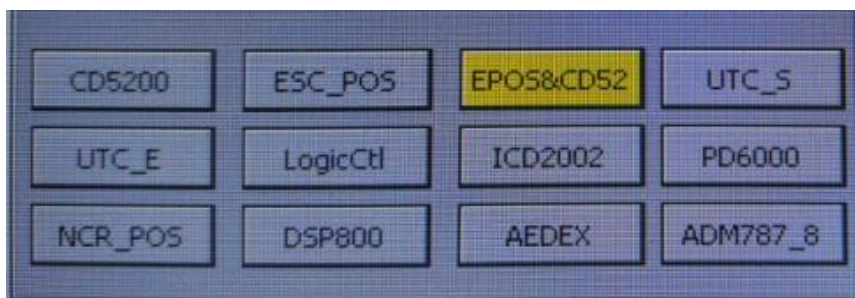 CD5200 ESC_POS EPOS&CD52 UTC_S
UTC_E LogicCtl ICD2002 PD6000
NCR_POS DSP800 AEDEX ADM787_8